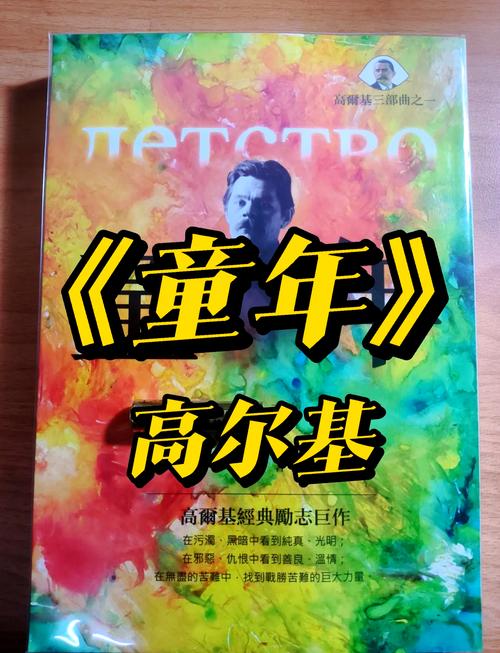 高爾基三部曲之一
детство
《童年》
高尔基
高爾基經典勵志巨作
在污濁、黑暗中看到純真、光明；
在邪惡、仇恨中看到善良、溫情；
在無盡的苦難中，找到戰勝苦難的巨大力量。